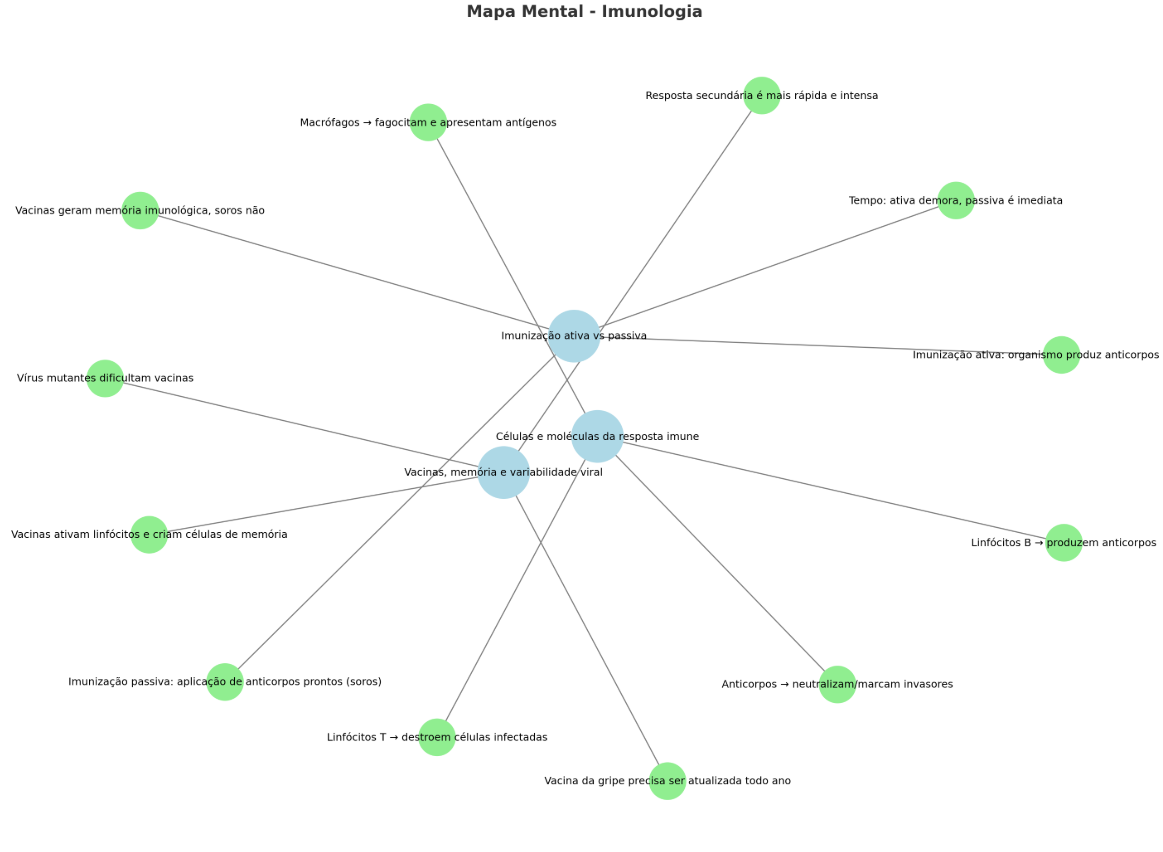 Mapa Mental - Imunologia
Resposta secundária é mais rápida e intensa
Macrófagos → fagocitam e apresentam antígenos
Tempo: ativa demora, passiva é imediata
Vacinas geram memória imunológica, soros não
Imunização ativa vs passiva
Imunização ativa: organismo produz anticorpos
Vírus mutantes dificultam vacinas
Células e moléculas da resposta imune
Vacinas, memória e variabilidade viral
Vacinas ativam linfócitos e criam células de memória
Linfócitos B → produzem anticorpos
Imunização passiva: aplicação de anticorpos prontos (soros)
Anticorpos → neutralizam/marcam invasores
Linfócitos T → destroem células infectadas
Vacina da gripe precisa ser atualizada todo ano